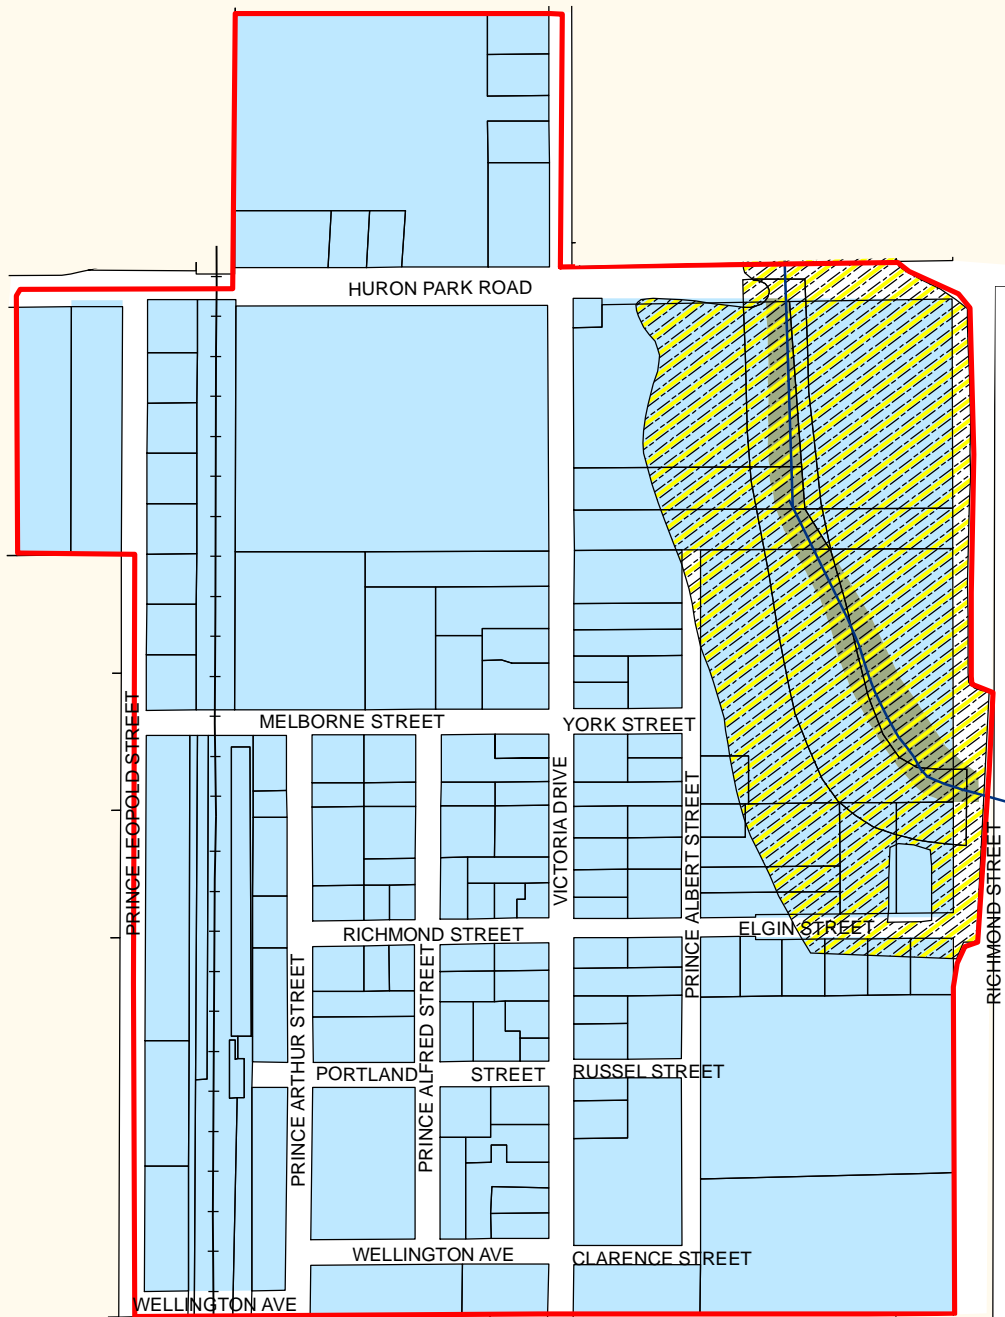 HURON PARK ROAD
MELBORNE STREET
YORK STREET
PRINCE LEOPOLD STREET
VICTORIA DRIVE
PRINCE ALBERT STREET
RICHMOND STREET
ELGIN STREET
RICHMOND STREET
PRINCE ARTHUR STREET
PRINCE ALFRED STREET
PORTLAND STREET
RUSSEL STREET
WELLINGTON AVE
CLARENCE STREET
WELLINGTON AVE